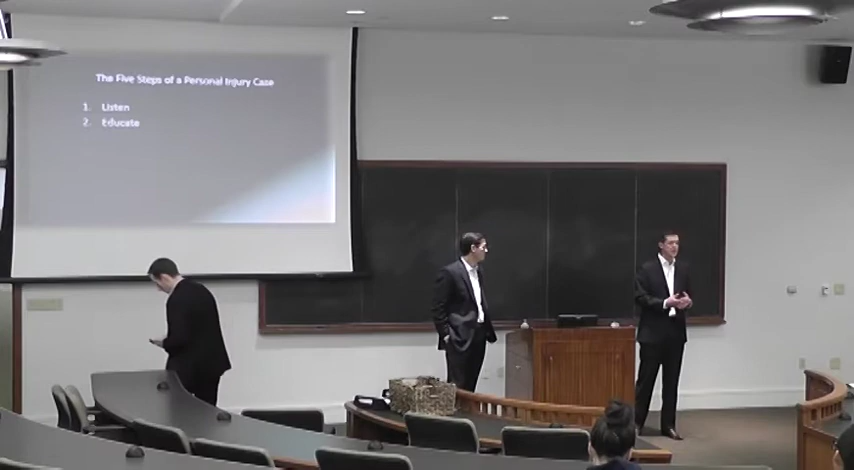 The Five Steps of a Personal Injury Case
1. Listen
2. Educate